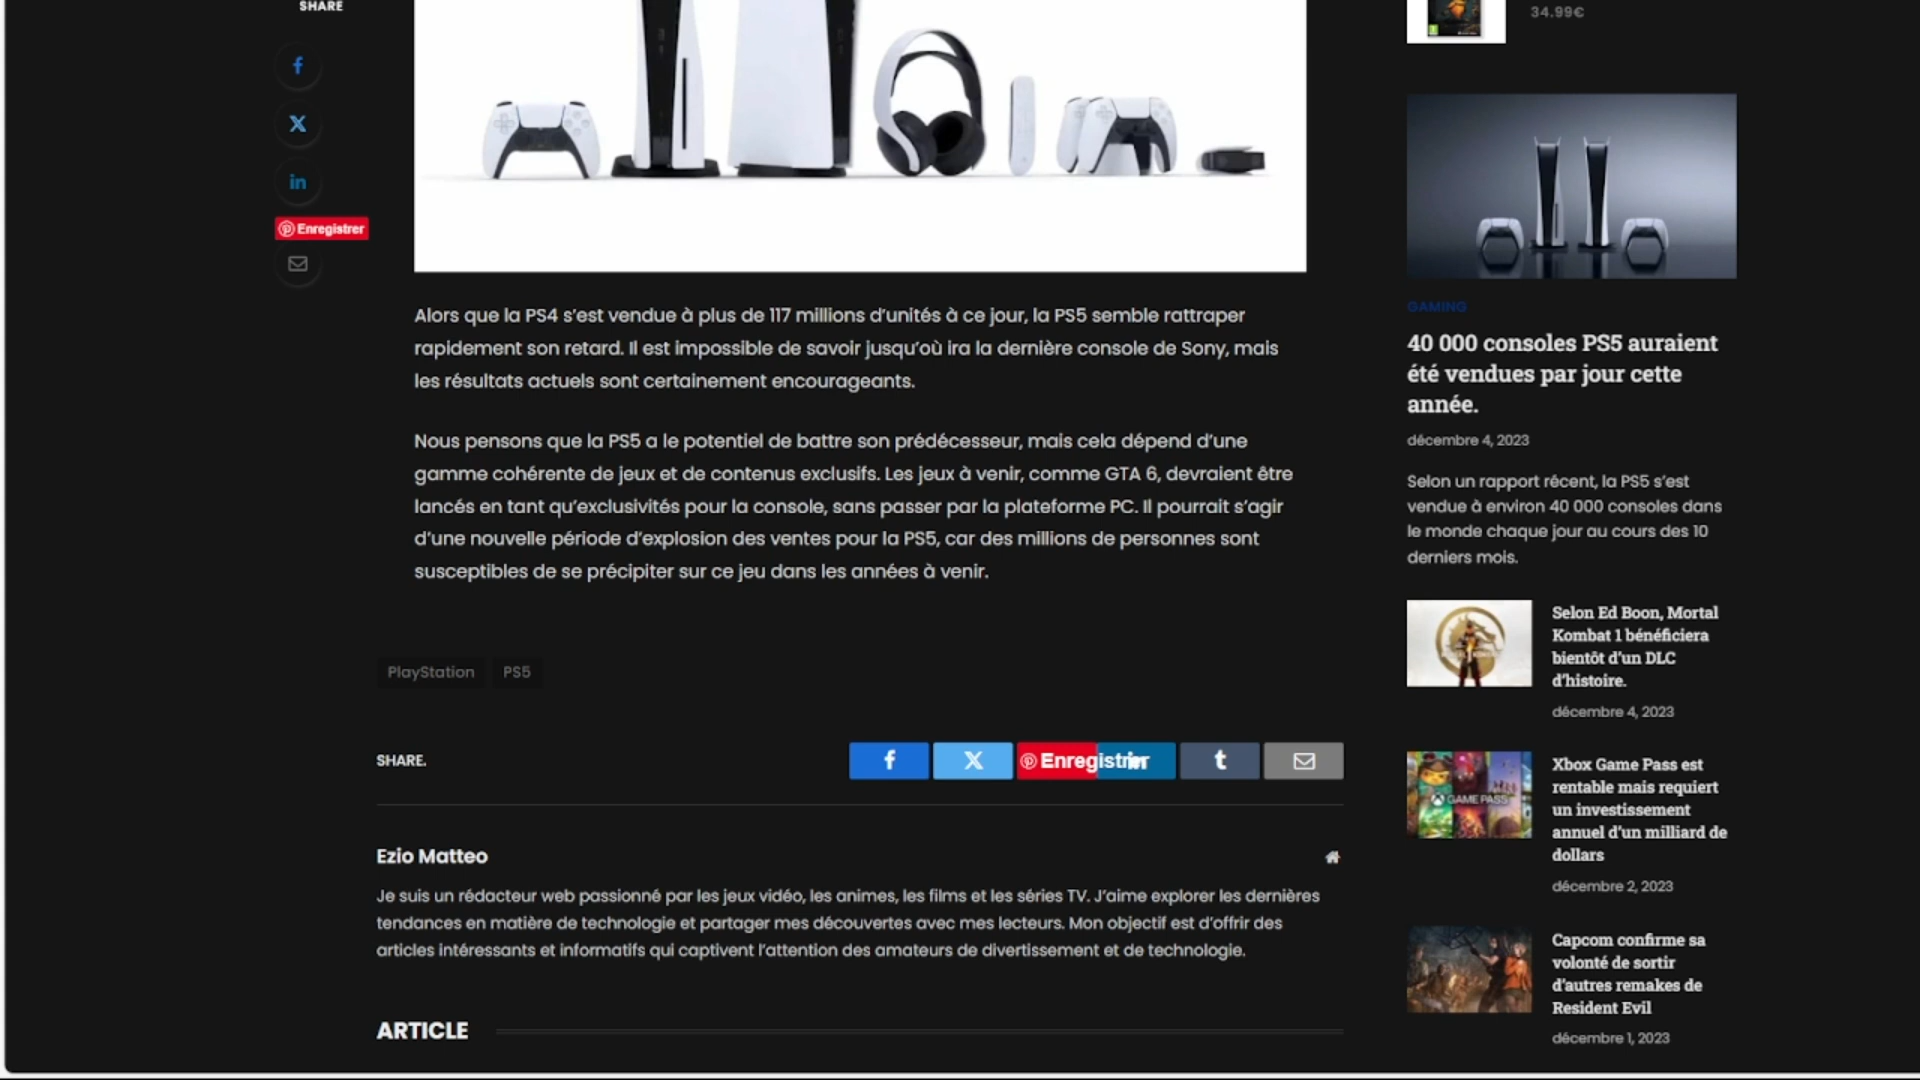 SHARE
Enregistrer
Alors que la PS4 s’est vendue à plus de 117 millions d’unités à ce jour, la PS5 semble rattraper
rapidement son retard. Il est impossible de savoir jusqu’où ira la dernière console de Sony, mais
les résultats actuels sont certainement encourageants.
Nous pensons que la PS5 a le potentiel de battre son prédécesseur, mais cela dépend d’une
gamme cohérente de jeux et de contenus exclusifs. Les jeux à venir, comme GTA 6, devraient être
lancés en tant qu’exclusivités pour la console, sans passer par la plateforme PC. Il pourrait s’agir
d’une nouvelle période d’explosion des ventes pour la PS5, car des millions de personnes sont
susceptibles de se précipiter sur ce jeu dans les années à venir.
PlayStation
PS5
SHARE.
Enregistrer
Ezio Matteo
Je suis un rédacteur web passionné par les jeux vidéo, les animes, les films et les séries TV. J’aime explorer les dernières
tendances en matière de technologie et partager mes découvertes avec mes lecteurs. Mon objectif est d’offrir des
articles intéressants et informatifs qui captivent l’attention des amateurs de divertissement et de technologie.
ARTICLE
34.99€
GAMING
40 000 consoles PS5 auraient
été vendues par jour cette
année.
décembre 4, 2023
Selon un rapport récent, la PS5 s’est
vendue à environ 40 000 consoles dans
le monde chaque jour au cours des 10
derniers mois.
Selon Ed Boon, Mortal
Kombat 1 bénéficiera
bientôt d’un DLC
d’histoire.
décembre 4, 2023
GAME PASS
Xbox Game Pass est
rentable mais requiert
un investissement
annuel d’un milliard de
dollars
décembre 2, 2023
Capcom confirme sa
volonté de sortir
d’autres remakes de
Resident Evil
décembre 1, 2023